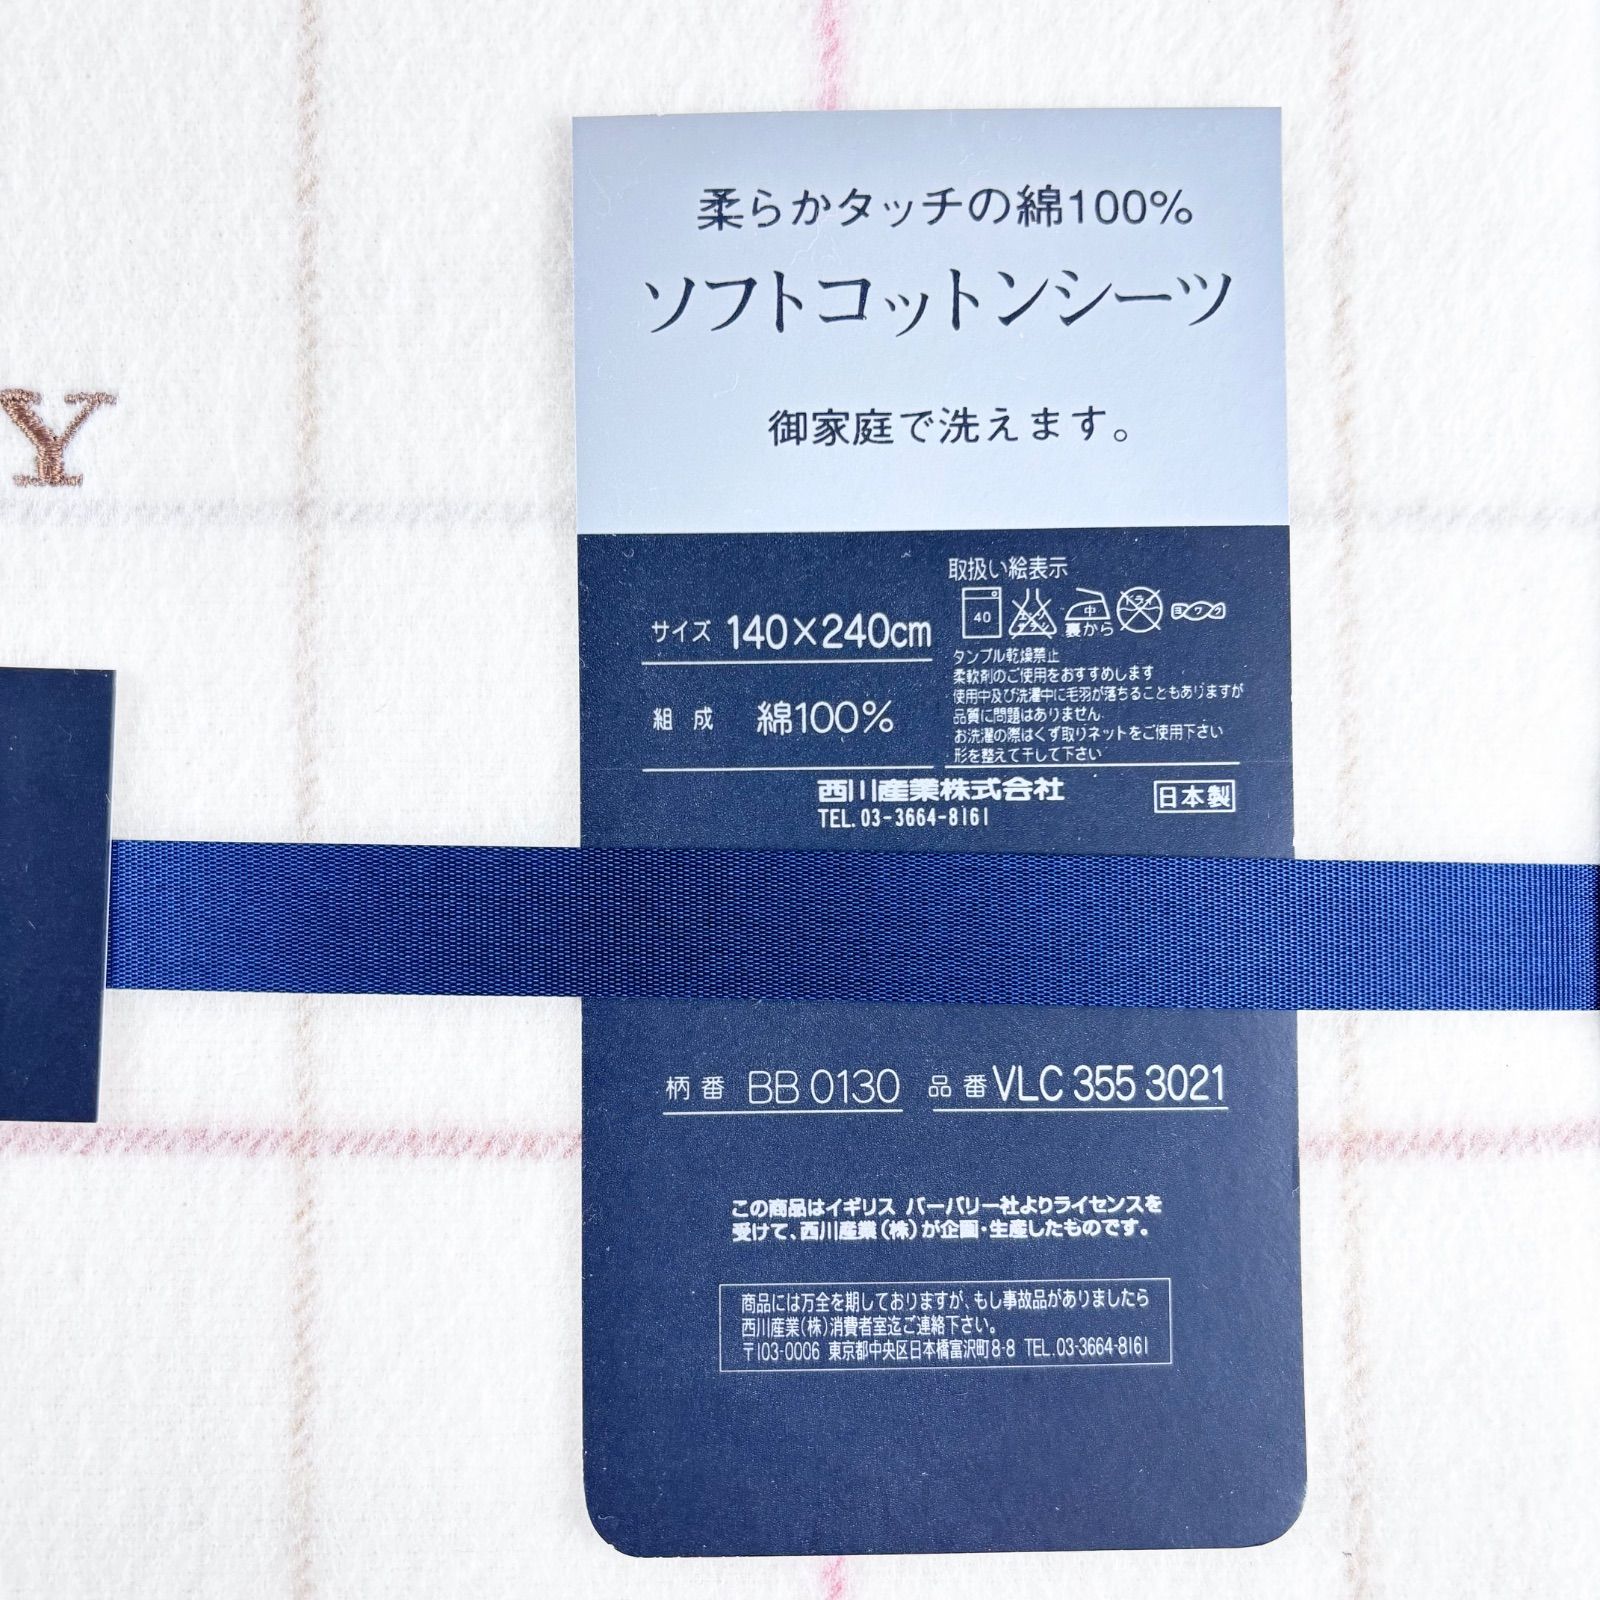 柔らかタッチの綿100%
ソフトコットンシーツ
御家庭で洗えます。
Y
サイズ 140×240cm
組成 綿100%
取扱い絵表示
40 エンソサラシ 中 裏から ドライ ヨワク
タンブル乾燥禁止
柔軟剤のご使用をおすすめします
使用中及び洗濯中に毛羽が落ちることもありますが
品質に問題はありません
お洗濯の際はくず取りネットをご使用下さい
形を整えて干して下さい
西川産業株式会社
TEL. 03-3664-8161
日本製
柄番 BB 0130 品番 VLC 355 3021
この商品はイギリス バーバリー社よりライセンスを
受けて、西川産業(株)が企画・生産したものです。
商品には万全を期しておりますが、もし事故品がありましたら
西川産業(株)消費者室迄ご連絡下さい。
〒103-0006 東京都中央区日本橋富沢町8-8 TEL. 03-3664-8161